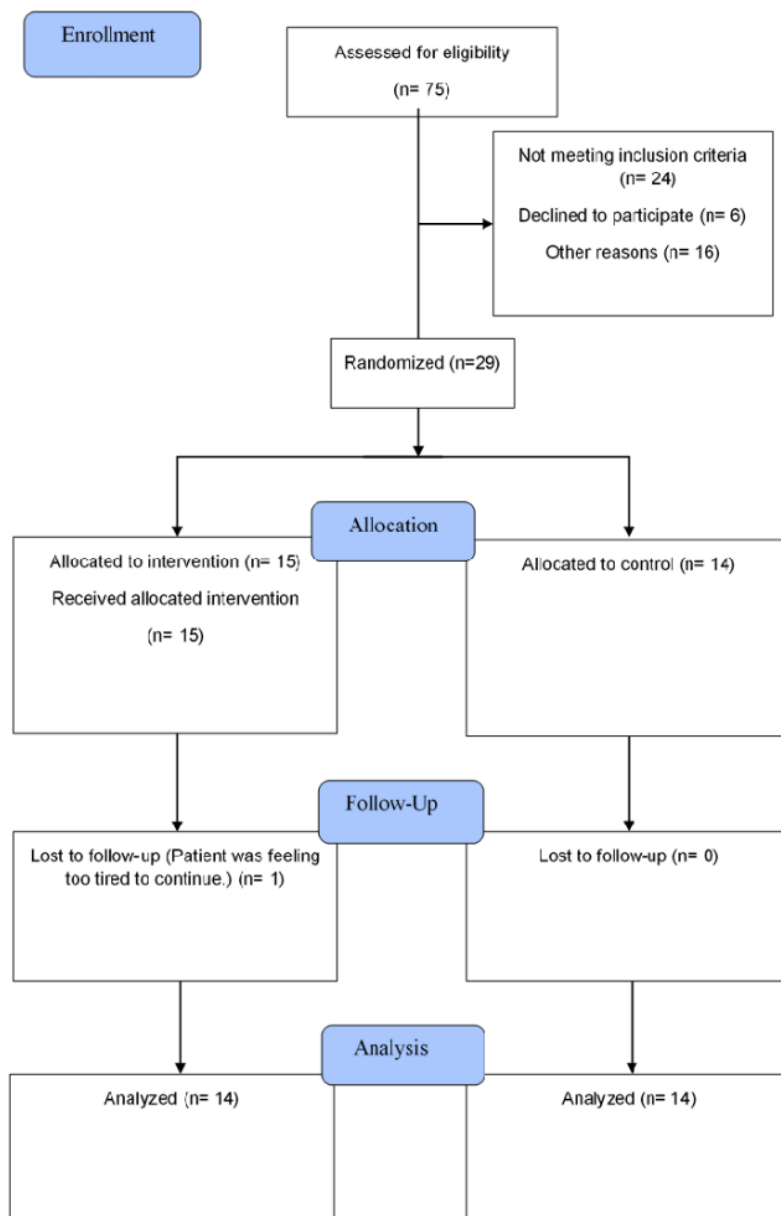 Enrollment
Assessed for eligibility
(n= 75)
Not meeting inclusion criteria
(n= 24)
Declined to participate (n= 6)
Other reasons (n= 16)
Randomized (n=29)
Allocation
Allocated to intervention (n= 15)
Received allocated intervention
(n= 15)
Allocated to control (n= 14)
Follow-Up
Lost to follow-up (Patient was feeling
too tired to continue.) (n= 1)
Lost to follow-up (n= 0)
Analysis
Analyzed (n= 14)
Analyzed (n= 14)